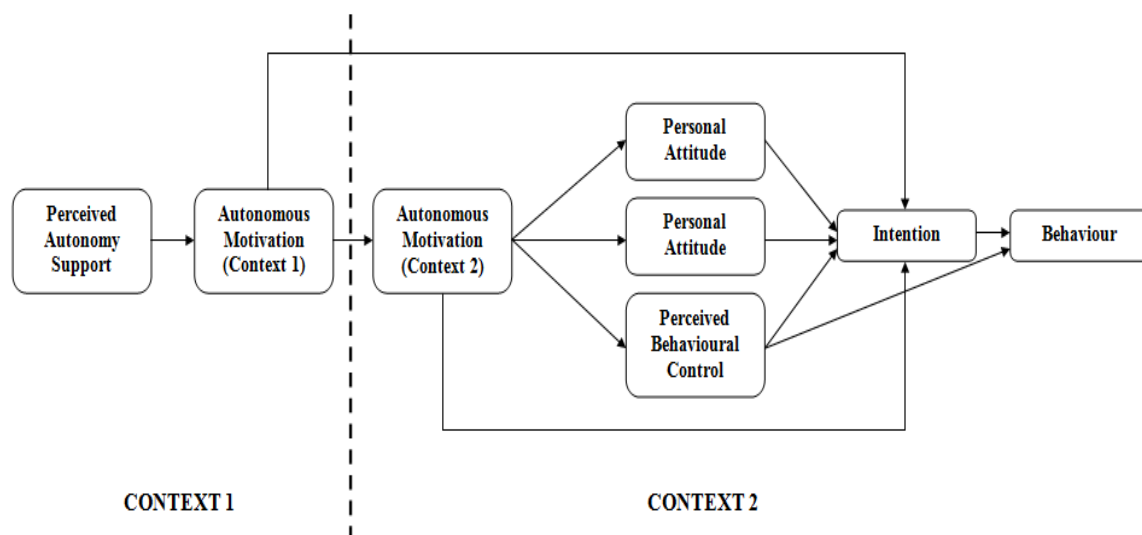 Perceived
Autonomy
Support
Autonomous
Motivation
(Context 1)
Autonomous
Motivation
(Context 2)
Personal
Attitude
Personal
Attitude
Perceived
Behavioural
Control
Intention
Behaviour
CONTEXT 1
CONTEXT 2